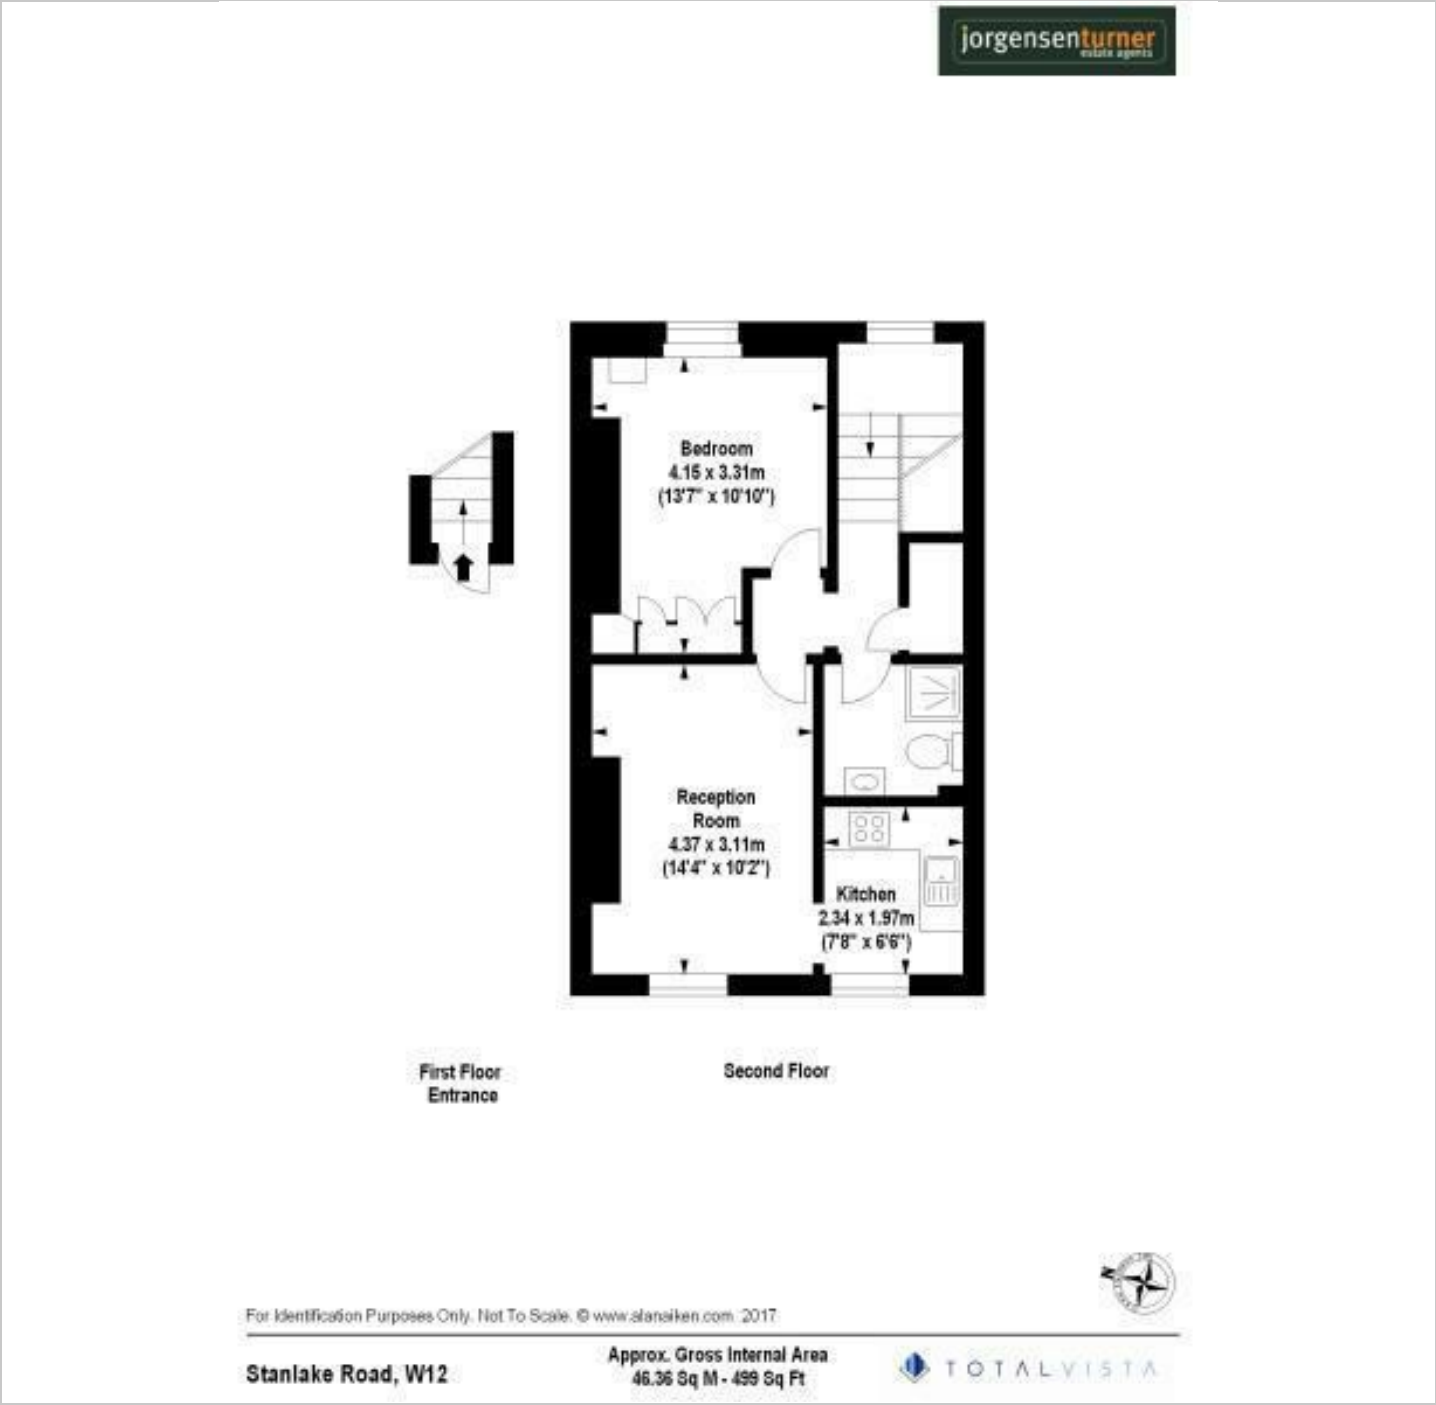 jorgensenturner
estate agents
Bedroom
4.15 x 3.31m
(13'7" x 10'10")
Reception
Room
4.37 x 3.11m
(14'4" x 10'2")
Kitchen
2.34 x 1.97m
(7'8" x 6'6")
First Floor
Entrance
Second Floor
N
For Identification Purposes Only. Not To Scale. © www.alanaiken.com 2017
Stanlake Road, W12
Approx. Gross Internal Area
46.36 Sq M - 499 Sq Ft
TOTALVISTA